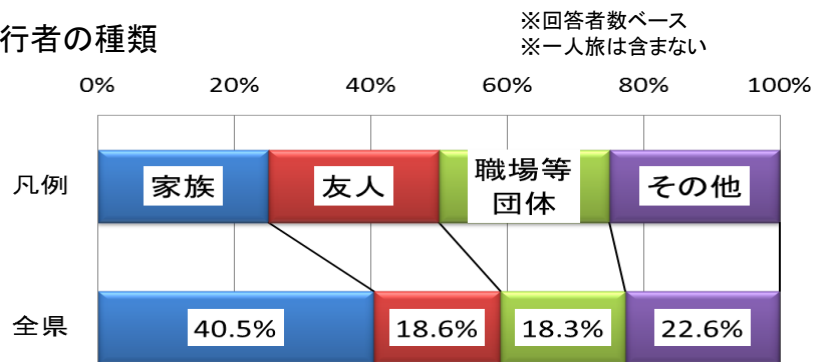 行者の種類
※回答者数ベース
※一人旅は含まない
0% 20% 40% 60% 80% 100%
凡例 家族 友人 職場等団体 その他
全県 40.5% 18.6% 18.3% 22.6%